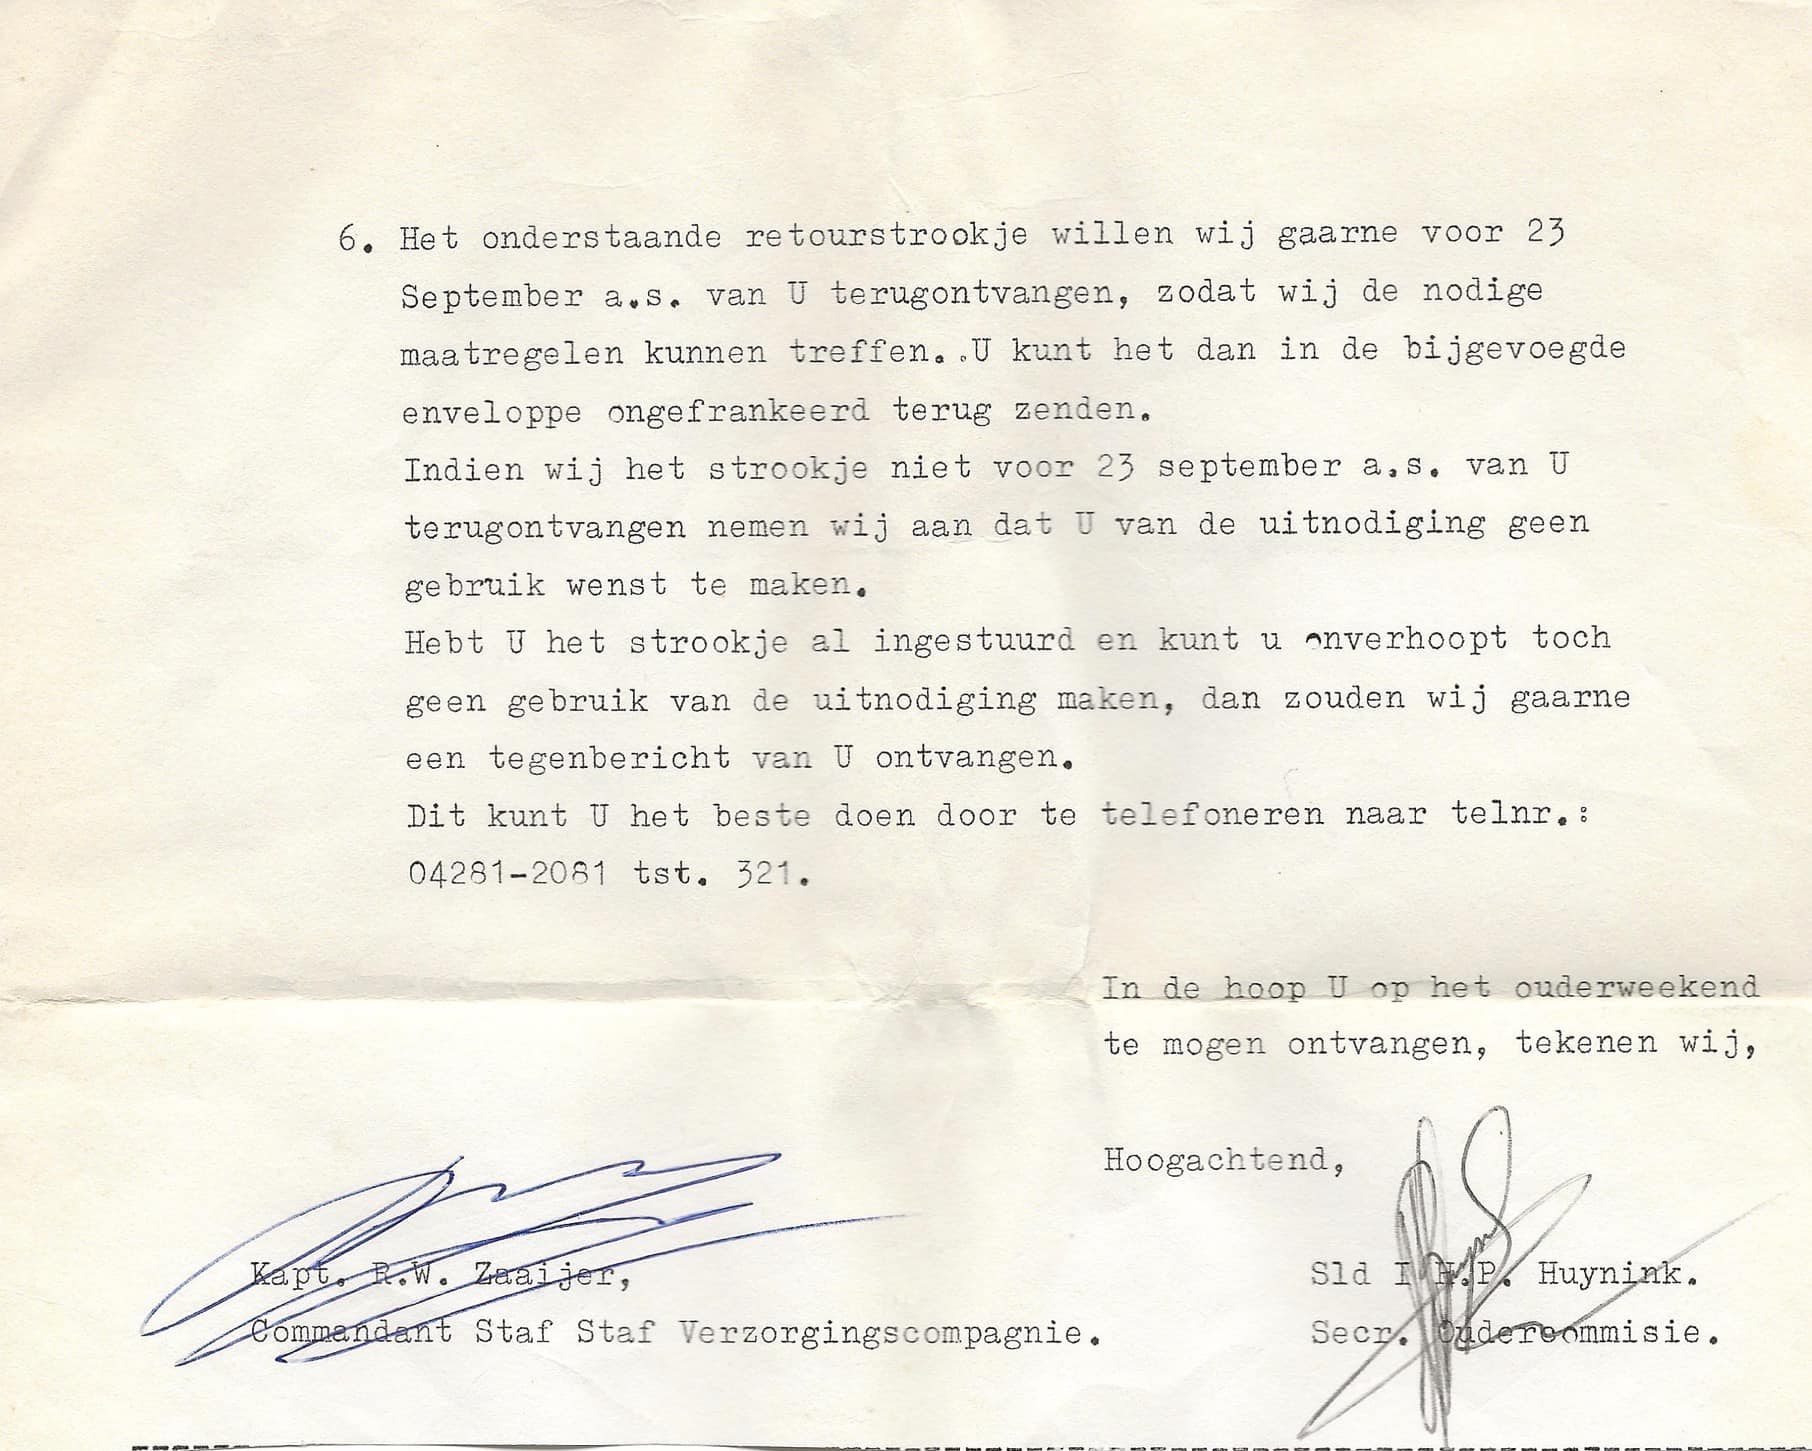 6. Het onderstaande retourstrookje willen wij gaarne voor 23
September a.s. van U terugontvangen, zodat wij de nodige
maatregelen kunnen treffen. .U kunt het dan in de bijgevoegde
enveloppe ongefrankeerd terug zenden.
Indien wij het strookje niet voor 23 september a.s. van U
terugontvangen nemen wij aan dat U van de uitnodiging geen
gebruik wenst te maken.
Hebt U het strookje al ingestuurd en kunt u onverhoopt toch
geen gebruik van de uitnodiging maken, dan zouden wij gaarne
een tegenbericht van U ontvangen.
Dit kunt U het beste doen door te telefoneren naar telnr.:
04281-2081 tst. 321.
In de hoop U op het ouderweekend
te mogen ontvangen, tekenen wij,
Hoogachtend,
Kapt. R.W. Zaaijer,
Commandant Staf Staf Verzorgingscompagnie.
Sld I H.P. Huynink.
Secr. Oudercommisie.